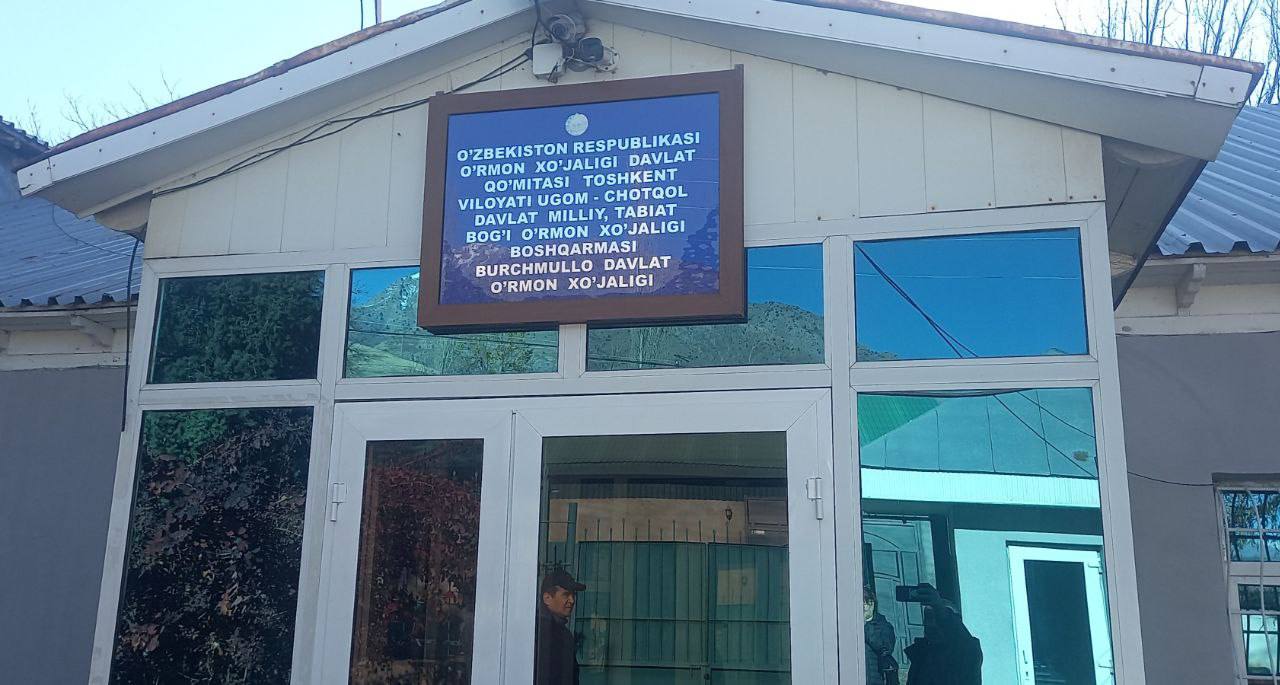 O'ZBEKISTON RESPUBLIKASI
O'RMON XO'JALIGI DAVLAT
QO'MITASI TOSHKENT
VILOYATI UGOM - CHOTQOL
DAVLAT MILLIY, TABIAT
BOG'I O'RMON XO'JALIGI
BOSHQARMASI
BURCHMULLO DAVLAT
O'RMON XO'JALIGI